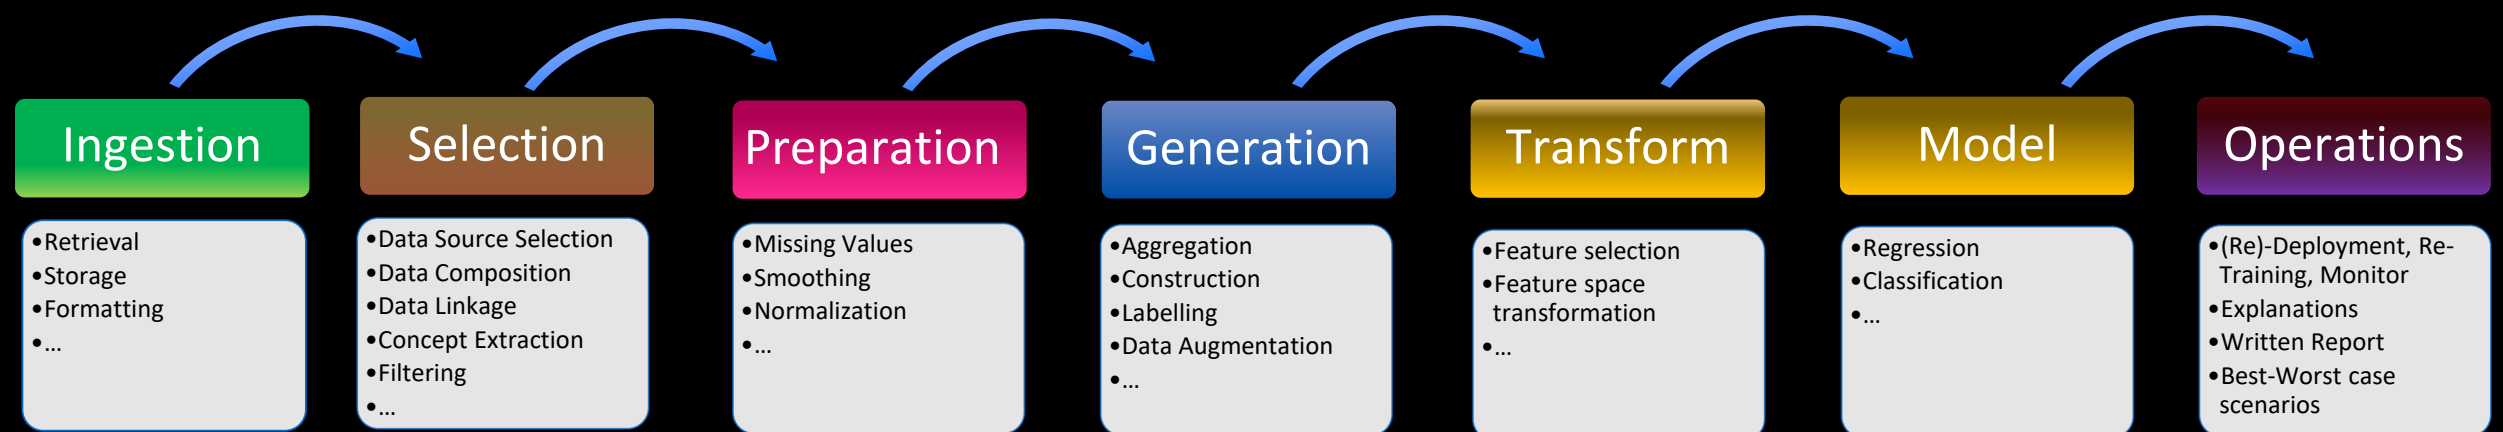 Ingestion
•Retrieval
•Storage
•Formatting
•...
Selection
•Data Source Selection
•Data Composition
•Data Linkage
•Concept Extraction
•Filtering
•...
Preparation
•Missing Values
•Smoothing
•Normalization
•...
Generation
•Aggregation
•Construction
•Labelling
•Data Augmentation
•...
Transform
•Feature selection
•Feature space
transformation
•...
Model
•Regression
•Classification
•...
Operations
•(Re)-Deployment, Re-
Training, Monitor
•Explanations
•Written Report
•Best-Worst case
scenarios